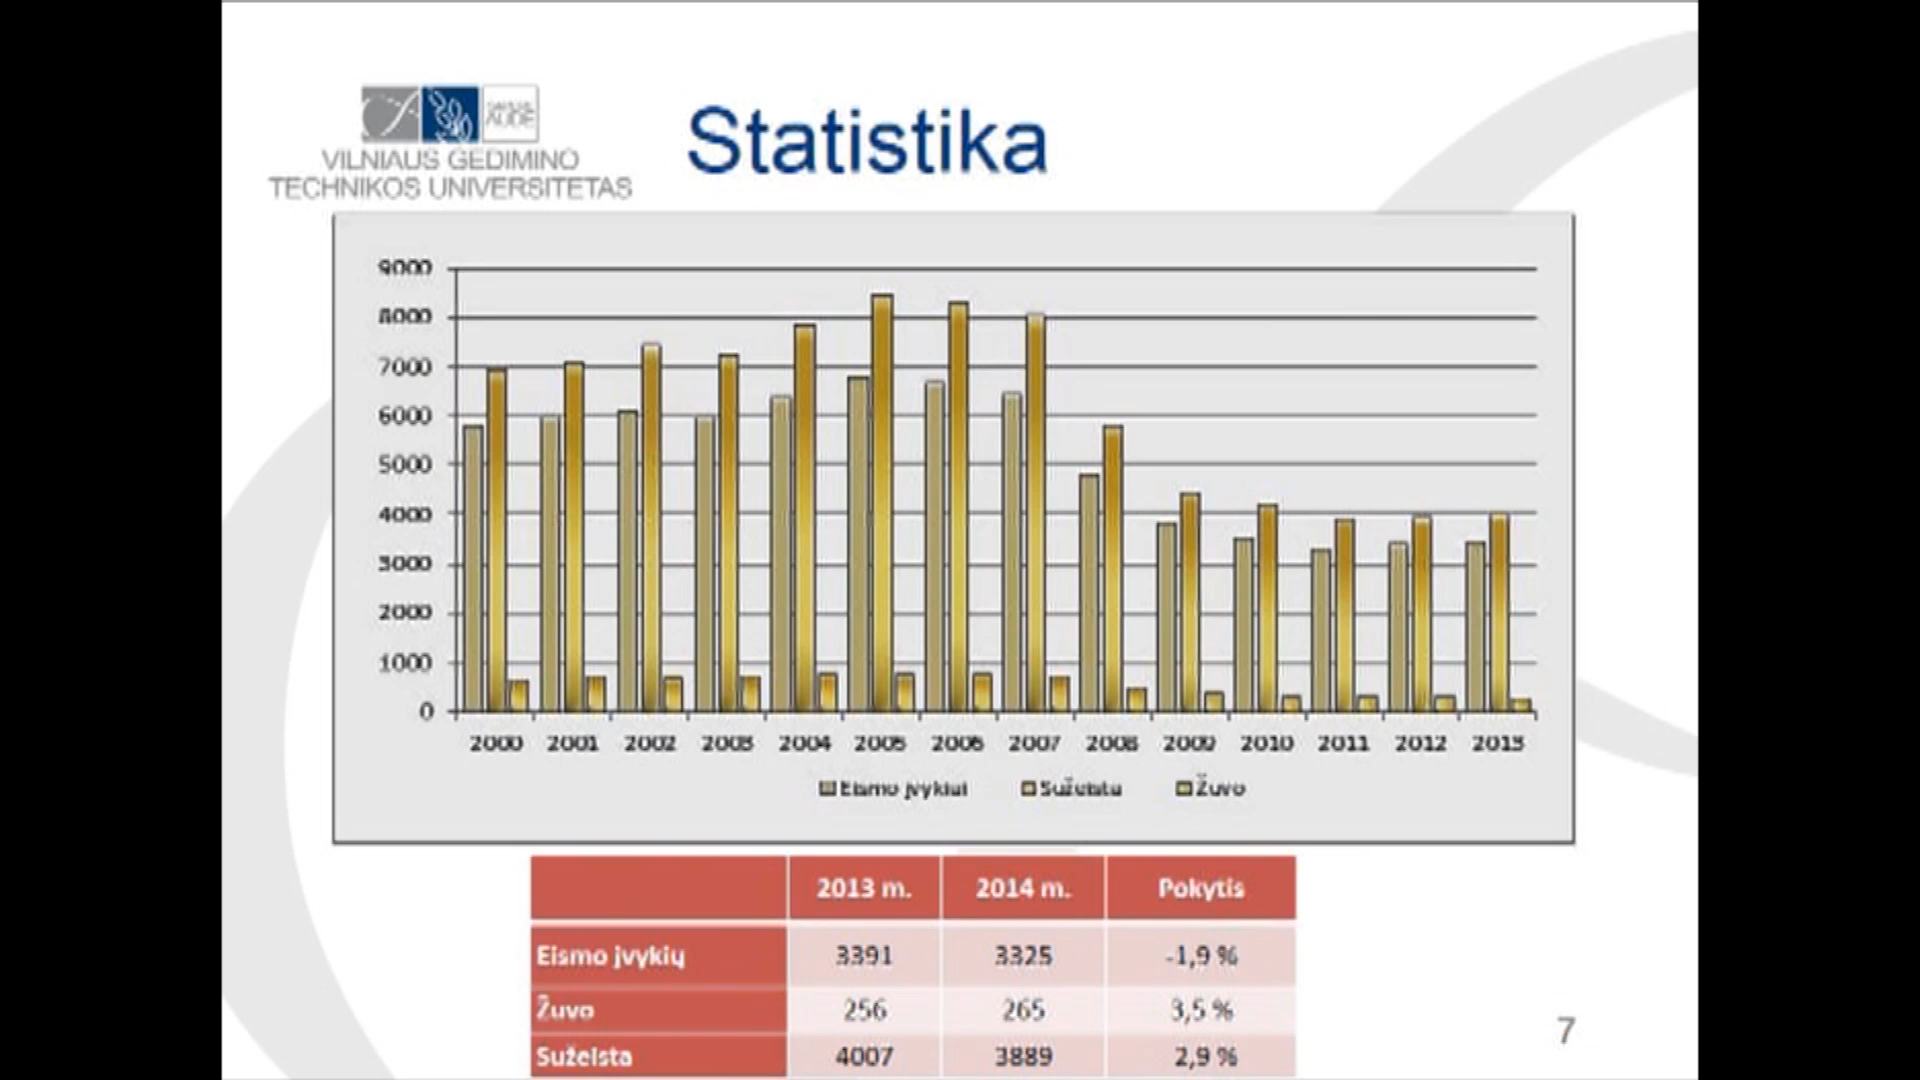 Statistika
VILNIAUS GEDIMINO
TECHNIKOS UNIVERSITETAS
9000
8000
7000
6000
5000
4000
3000
2000
1000
0
2000 2001 2002 2003 2004 2005 2006 2007 2008 2009 2010 2011 2012 2013
Eismo įvykiai Sužeista Žuvo
2013 m. 2014 m. Pokytis
Eismo įvykių 3391 3325 -1,9 %
Žuvo 256 265 3,5 %
Sužeista 4007 3889 2,9 %
7